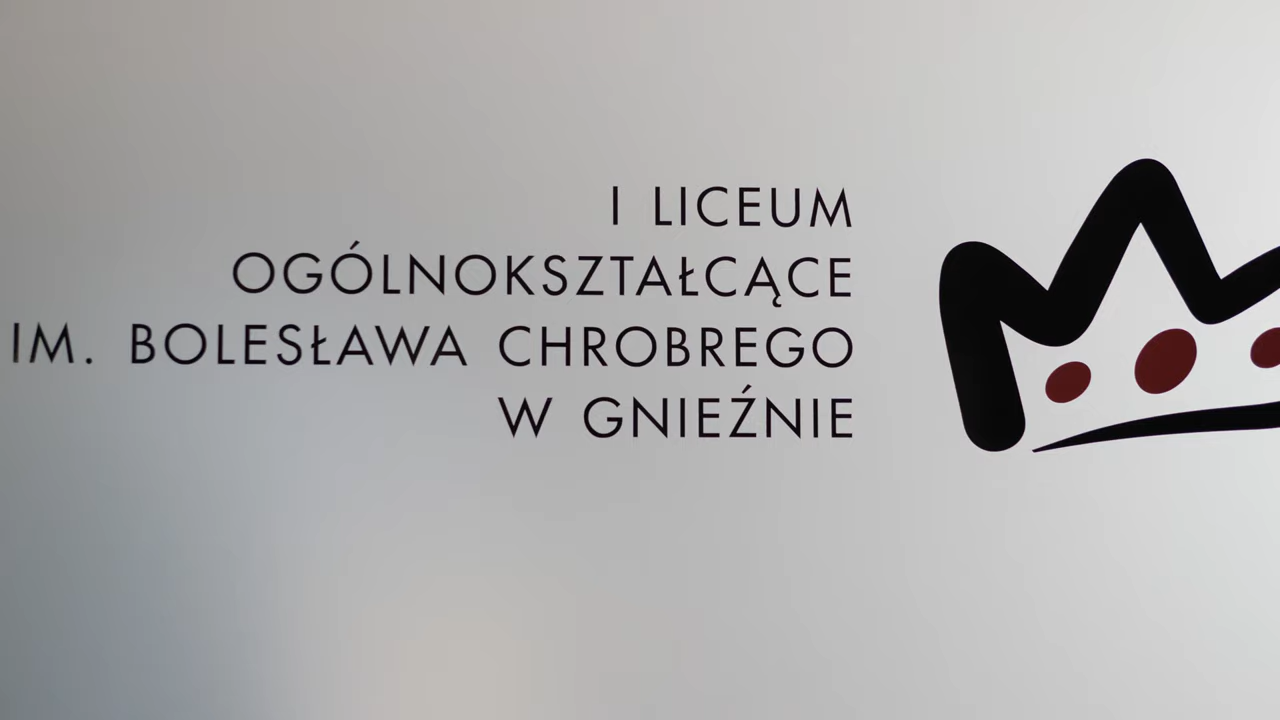 I LICEUM
OGÓLNOKSZTAŁCĄCE
IM. BOLESŁAWA CHROBREGO
W GNIEŹNIE